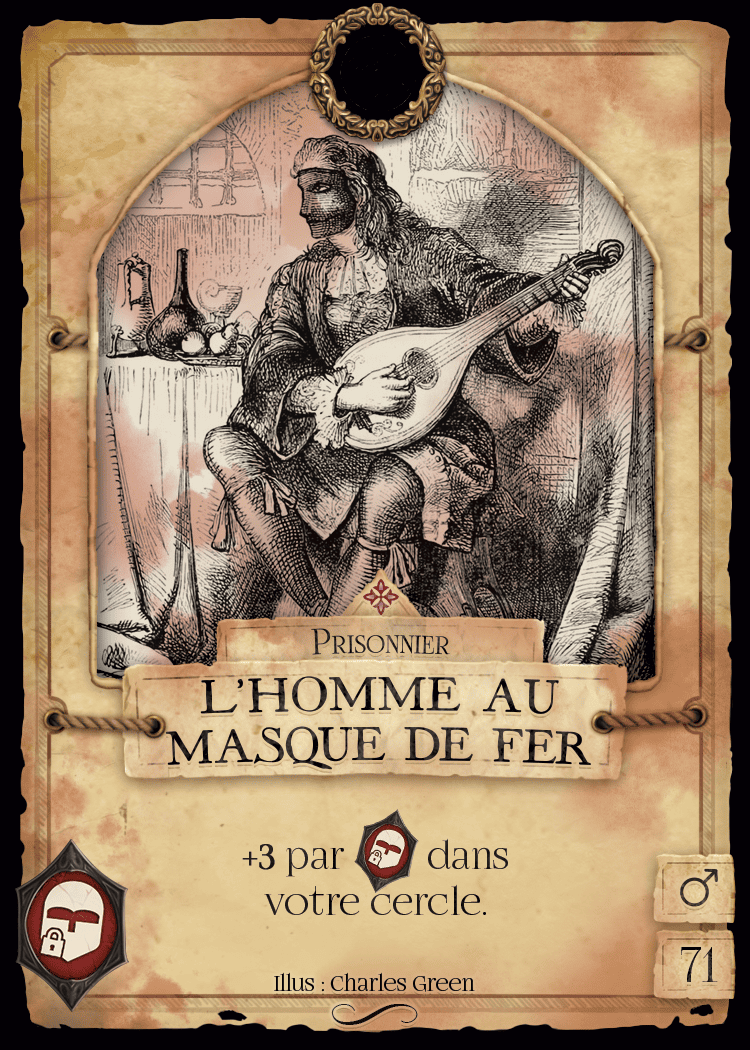 Prisonnier
L'HOMME AU
MASQUE DE FER
+3 par dans
votre cercle.
♂
71
Illus : Charles Green